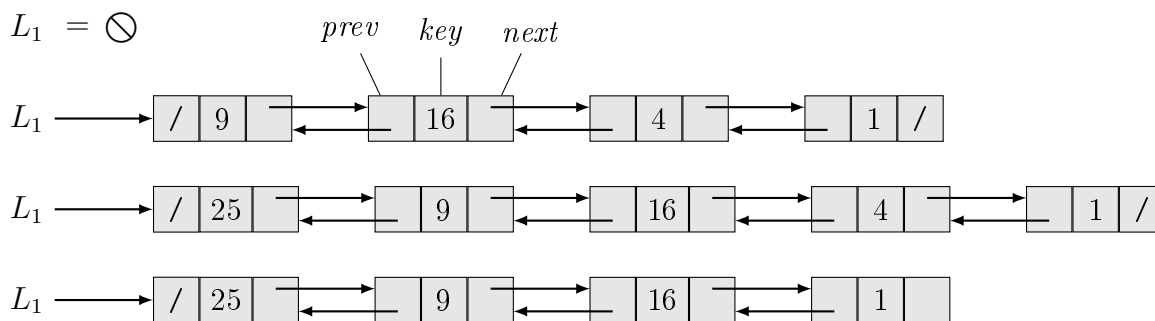 L₁ = ⃠
prev key next
L₁ / 9 16 4 1 /
L₁ / 25 9 16 4 1 /
L₁ / 25 9 16 1